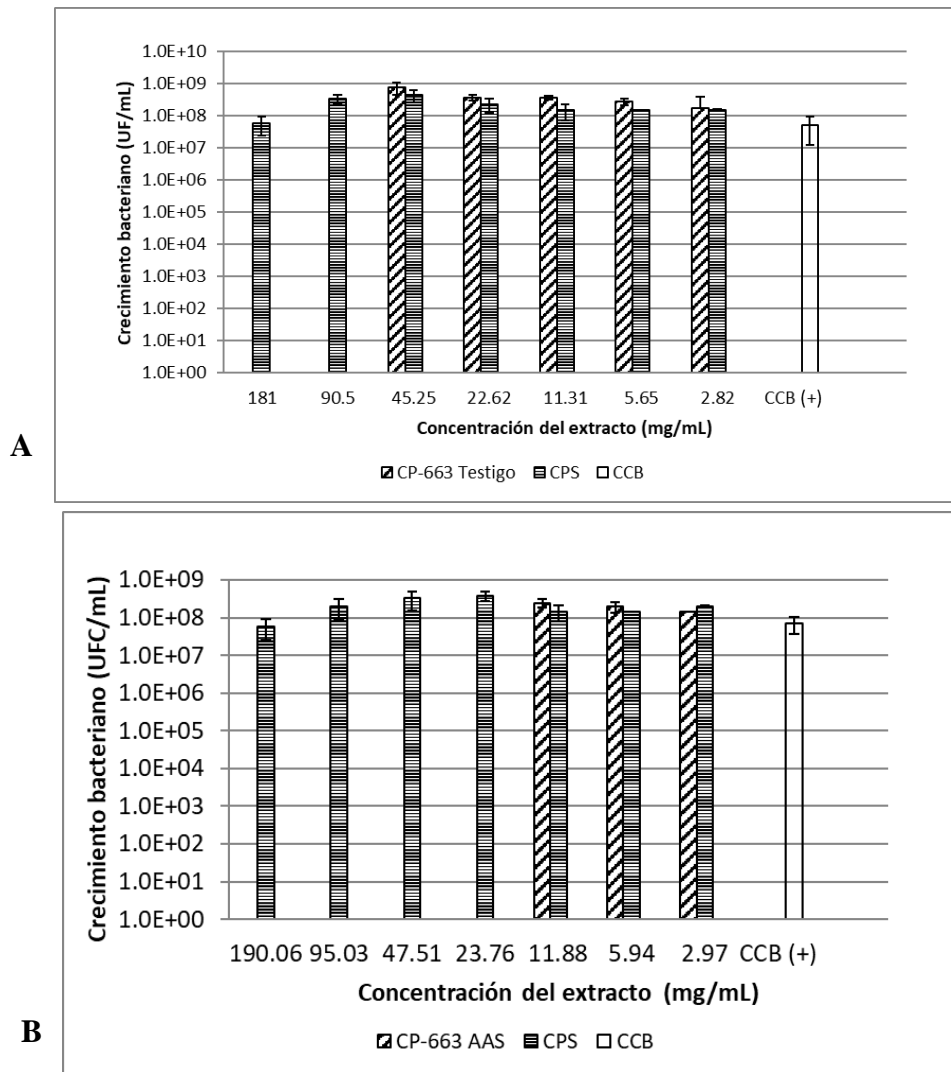 1.0E+10
1.0E+09
1.0E+08
1.0E+07
1.0E+06
1.0E+05
1.0E+04
1.0E+03
1.0E+02
1.0E+01
1.0E+00
Crecimiento bacteriano (UF/mL)
181 90.5 45.25 22.62 11.31 5.65 2.82 CCB (+)
Concentración del extracto (mg/mL)
CP-663 Testigo CPS CCB
A
1.0E+09
1.0E+08
1.0E+07
1.0E+06
1.0E+05
1.0E+04
1.0E+03
1.0E+02
1.0E+01
1.0E+00
Crecimiento bacteriano (UFC/mL)
190.06 95.03 47.51 23.76 11.88 5.94 2.97 CCB (+)
Concentración del extracto (mg/mL)
CP-663 AAS CPS CCB
B